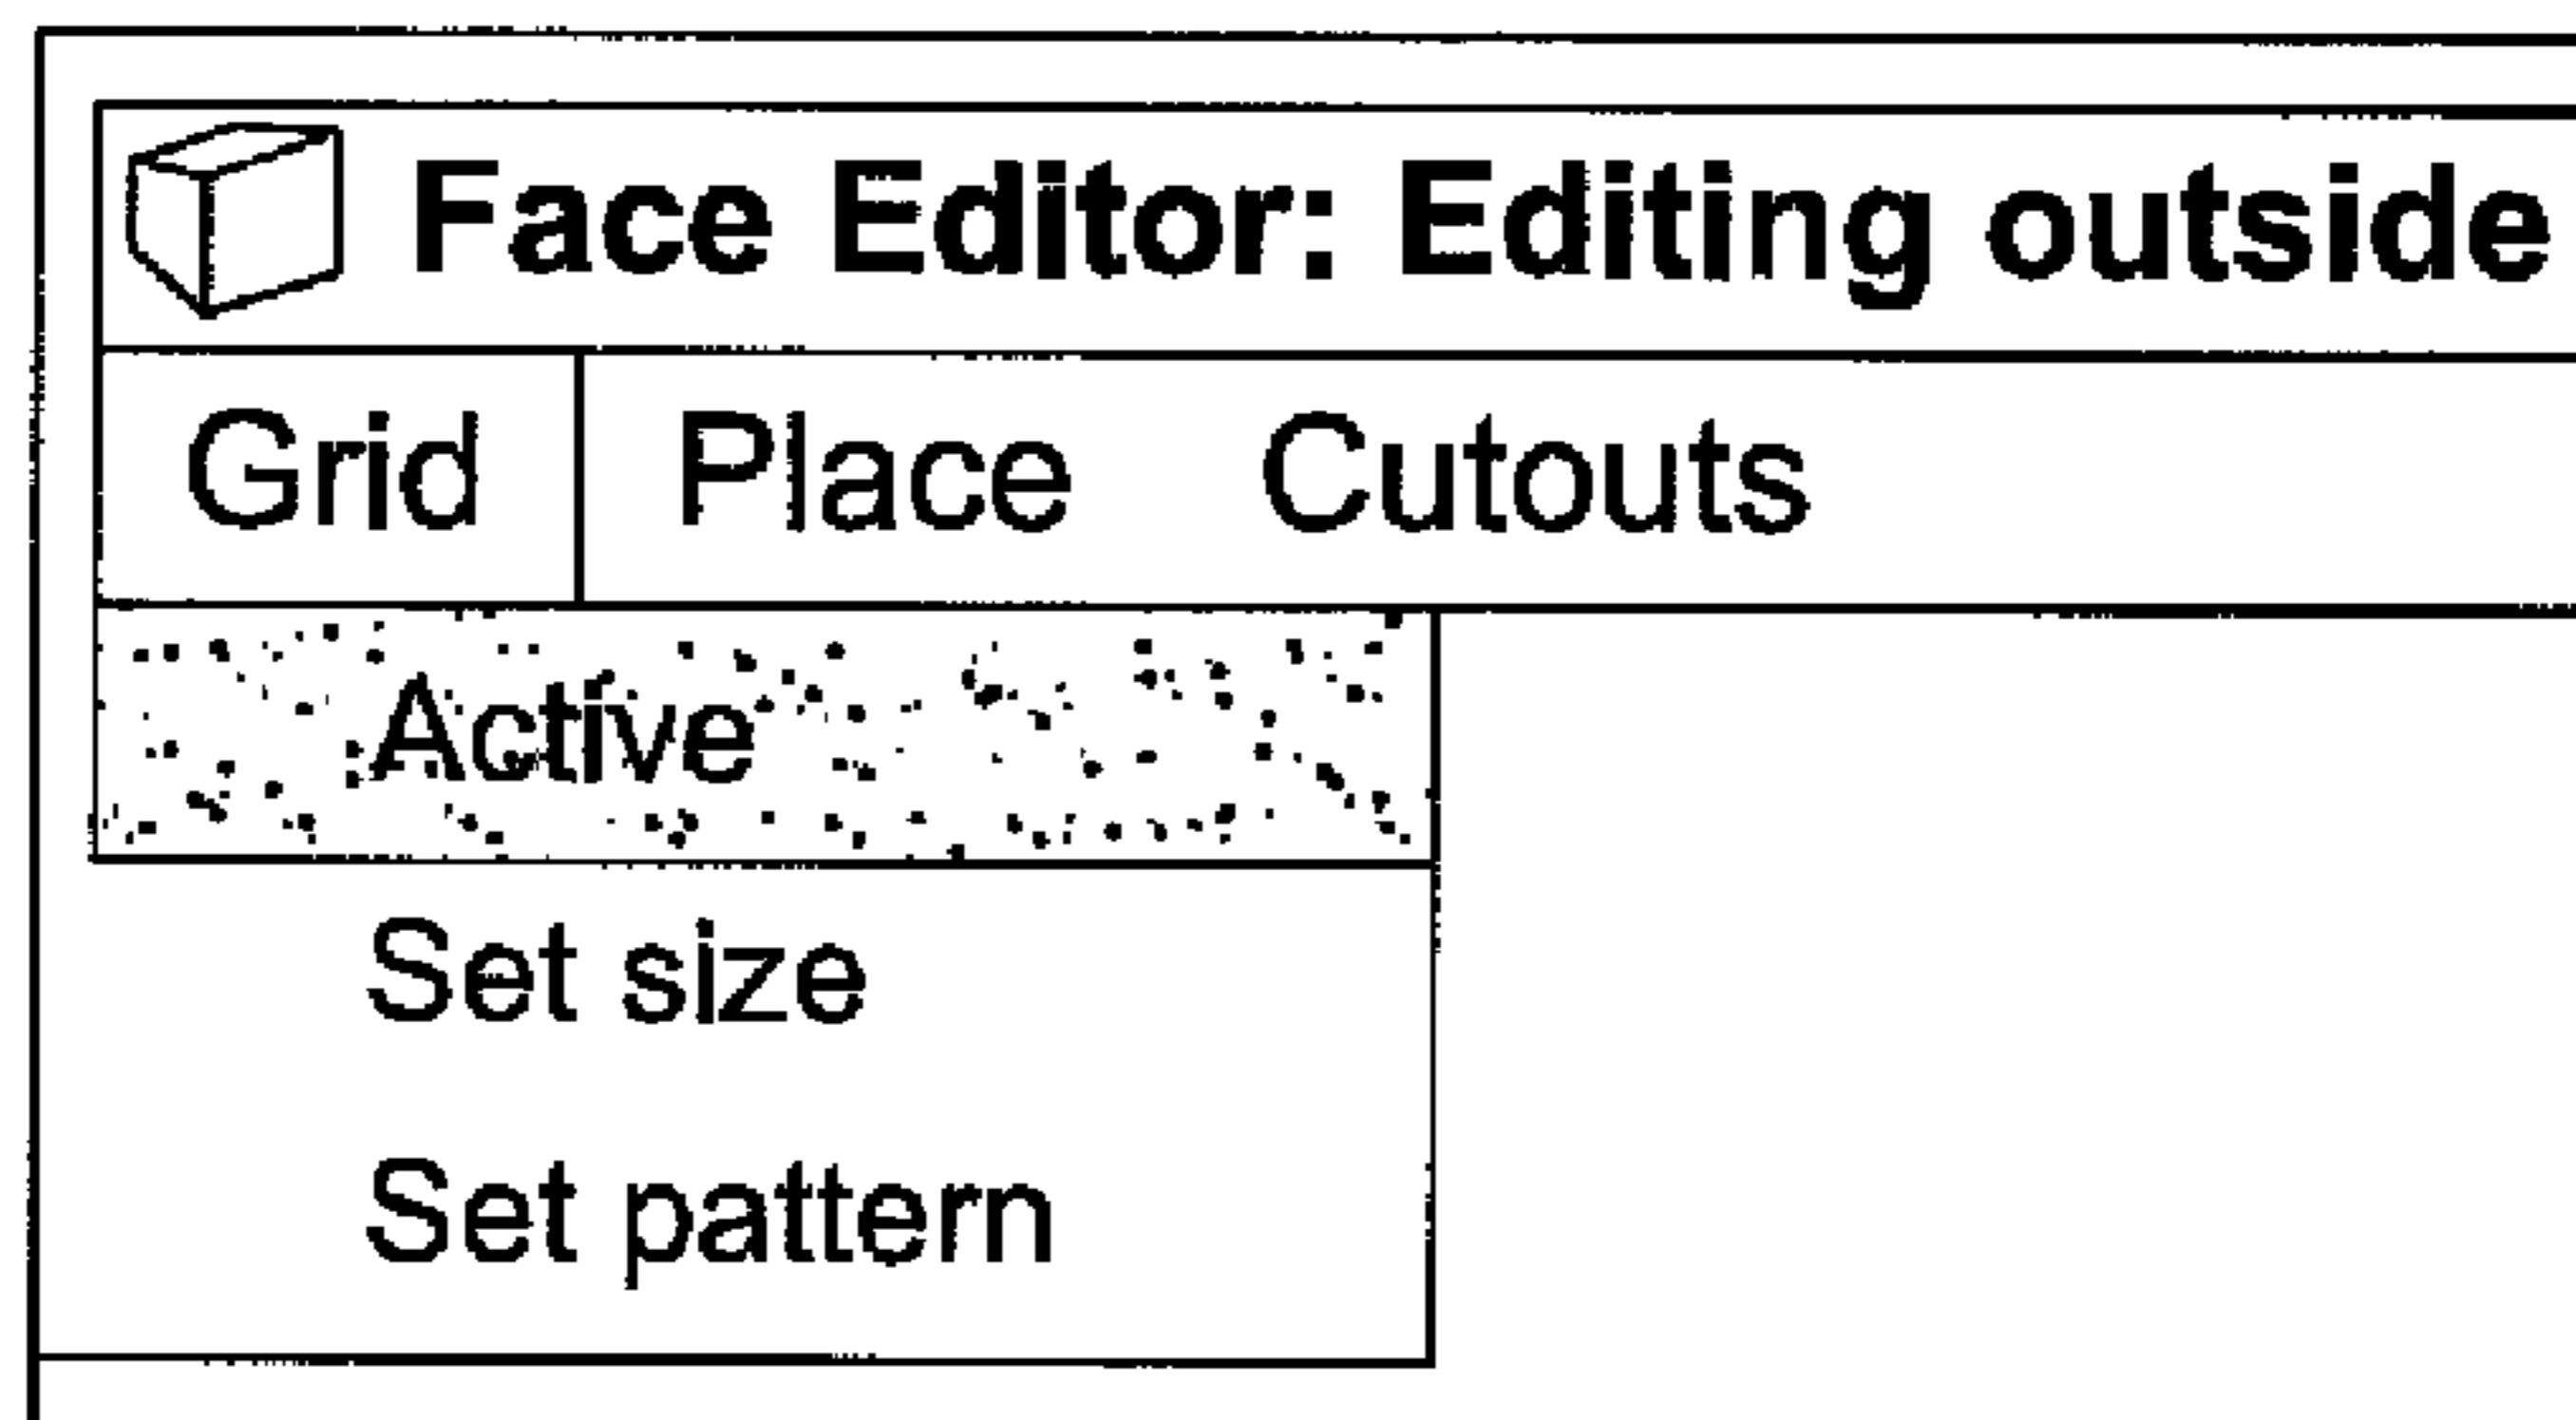 Face Editor: Editing outside
Grid Place Cutouts
Active
Set size
Set pattern